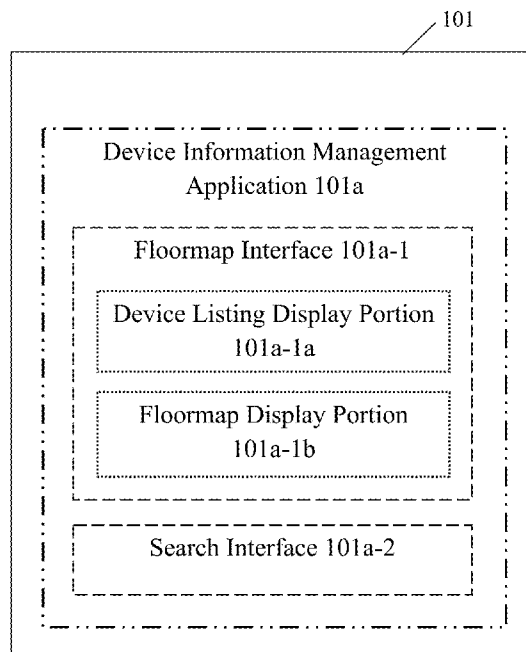 101
Device Information Management
Application 101a
Floormap Interface 101a-1
Device Listing Display Portion
101a-1a
Floormap Display Portion
101a-1b
Search Interface 101a-2